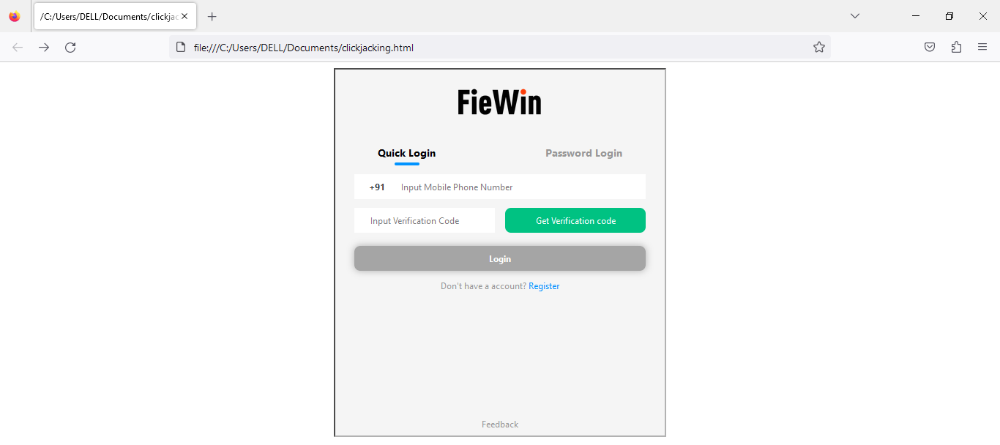 /C:/Users/DELL/Documents/clickjac
file:///C:/Users/DELL/Documents/clickjacking.html
FieWin
Quick Login Password Login
+91 Input Mobile Phone Number
Input Verification Code Get Verification code
Login
Don't have a account? Register
Feedback